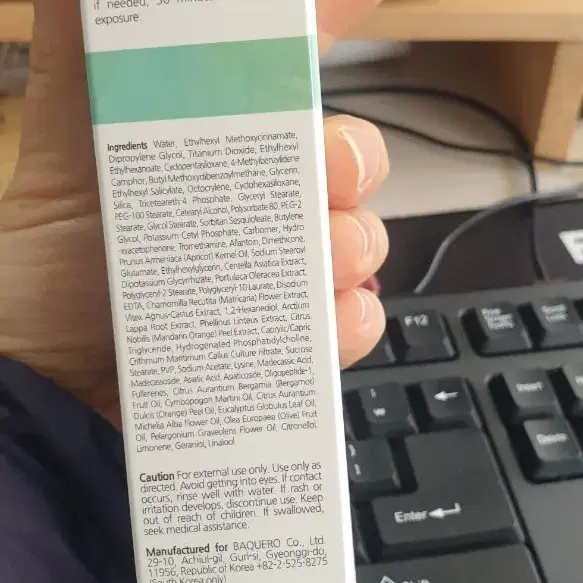 if needed, 30 minutes
exposure.
Ingredients Water, Ethylhexyl Methoxycinnamate,
Dipropylene Glycol, Titanium Dioxide, Ethylhexyl
Ethylhexanoate, Cyclopentasiloxane, 4-Methylbenzylidene
Camphor, Butyl Methoxydibenzoylmethane, Glycerin,
Ethylhexyl Salicylate, Octocrylene, Cyclohexasiloxane,
Silica, Triceteareth-4 Phosphate, Glyceryl Stearate,
PEG-100 Stearate, Cetearyl Alcohol, Polysorbate 80, PEG-2
Stearate, Glycol Stearate, Sorbitan Sesquioleate, Butylene
Glycol, Potassium Cetyl Phosphate, Carbomer, Hydro
xyacetophenone, Tromethamine, Allantoin, Dimethicone,
Prunus Armeniaca (Apricot) Kernel Oil, Sodium Stearoyl
Glutamate, Ethylhexylglycerin, Centella Asiatica Extract,
Dipotassium Glycyrrhizate, Portulaca Oleracea Extract,
Polyglyceryl-2 Stearate, Polyglyceryl-10 Laurate, Disodium
EDTA, Chamomilla Recutita (Matricaria) Flower Extract,
Vitex Agnus-Castus Extract, 1,2-Hexanediol, Arctium
Lappa Root Extract, Phellinus Linteus Extract, Citrus
Nobilis (Mandarin Orange) Peel Extract, Caprylic/Capric
Triglyceride, Hydrogenated Phosphatidylcholine,
Crithmum Maritimum Callus Culture Filtrate, Sucrose
Stearate, PVP, Sodium Acetate, Lysine, Madecassic Acid,
Madecassoside, Asiatic Acid, Asiaticoside, Oligopeptide-1,
Fullerenes, Citrus Aurantium Bergamia (Bergamot)
Fruit Oil, Cymbopogon Martini Oil, Citrus Aurantium
Dulcis (Orange) Peel Oil, Eucalyptus Globulus Leaf Oil,
Michelia Alba Flower Oil, Olea Europaea (Olive) Fruit
Oil, Pelargonium Graveolens Flower Oil, Citronellol,
Limonene, Geraniol, Linalool
Caution For external use only. Use only as
directed. Avoid getting into eyes. If contact
occurs, rinse well with water. If rash or
irritation develops, discontinue use. Keep
out of reach of children. If swallowed,
seek medical assistance.
Manufactured for BAQUERO Co., Ltd.
29-10, Achiul-gil, Guri-si, Gyeonggi-do,
11956, Republic of Korea +82-2-525-8275
(South Korea only)
F12
Insert
Delete
₩
Enter